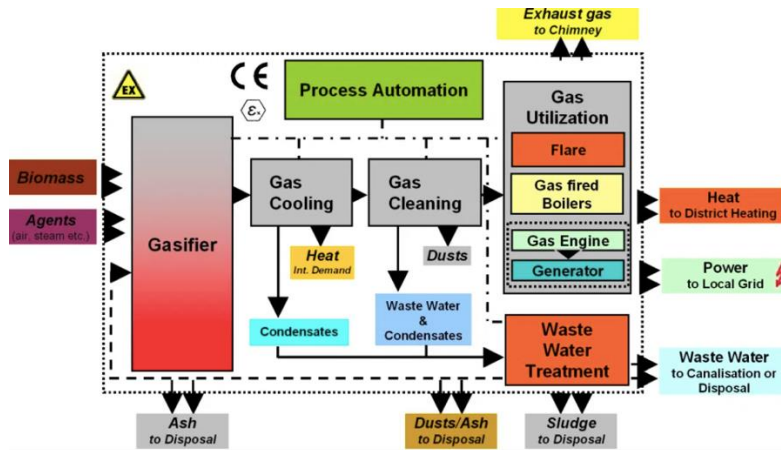 Exhaust gas
to Chimney
EX
CE
εx
Process Automation
Gas
Utilization
Flare
Gas fired
Boilers
Gas Engine
Generator
Biomass
Agents
(air, steam etc.)
Gasifier
Gas
Cooling
Gas
Cleaning
Heat
Int. Demand
Dusts
Condensates
Waste Water
&
Condensates
Waste
Water
Treatment
Heat
to District Heating
Power
to Local Grid
Waste Water
to Canalisation or
Disposal
Ash
to Disposal
Dusts/Ash
to Disposal
Sludge
to Disposal